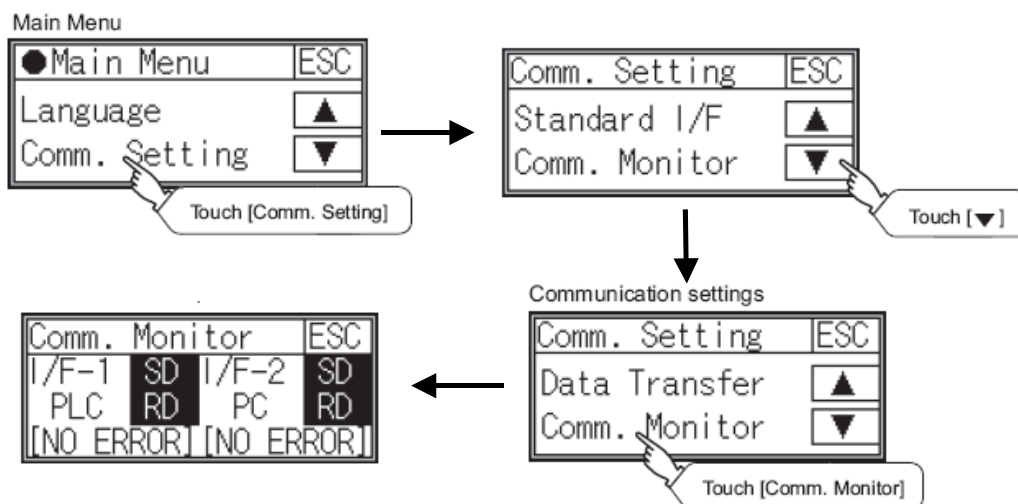 Main Menu
●Main Menu ESC
Language ▲
Comm. Setting ▼
Touch [Comm. Setting]
Comm. Setting ESC
Standard I/F ▲
Comm. Monitor ▼
Touch [▼]
Communication settings
Comm. Setting ESC
Data Transfer ▲
Comm. Monitor ▼
Touch [Comm. Monitor]
Comm. Monitor ESC
I/F-1 SD I/F-2 SD
PLC RD PC RD
[NO ERROR] [NO ERROR]